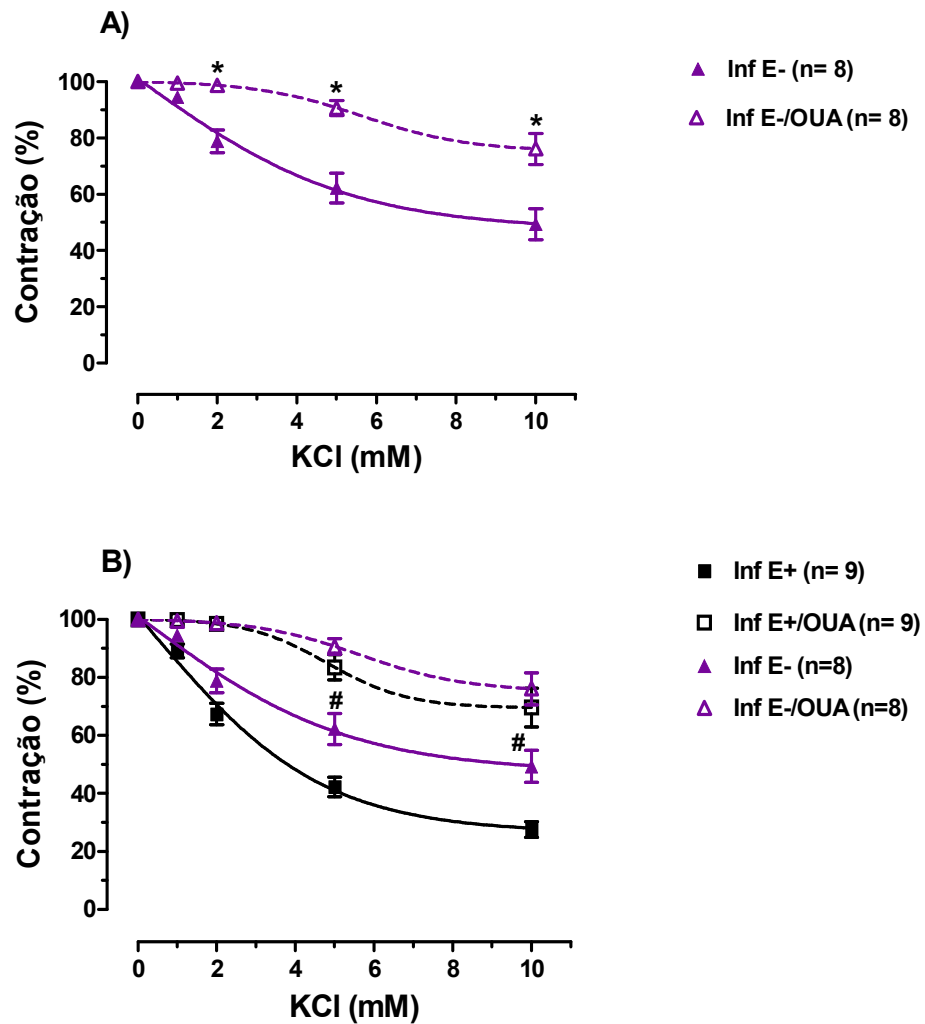 A)
Inf E- (n= 8)
Inf E-/OUA (n= 8)
Contração (%)
100
80
60
40
20
0
*
*
*
0 2 4 6 8 10
KCl (mM)
B)
Inf E+ (n= 9)
Inf E+/OUA (n= 9)
Inf E- (n=8)
Inf E-/OUA (n=8)
Contração (%)
100
80
60
40
20
0
#
#
0 2 4 6 8 10
KCl (mM)